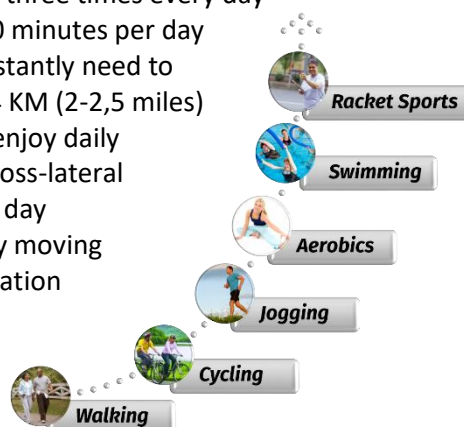 three times every day
0 minutes per day
stantly need to
KM (2-2,5 miles)
enjoy daily
oss-lateral
day
y moving
ation
Racket Sports
Swimming
Aerobics
Jogging
Cycling
Walking